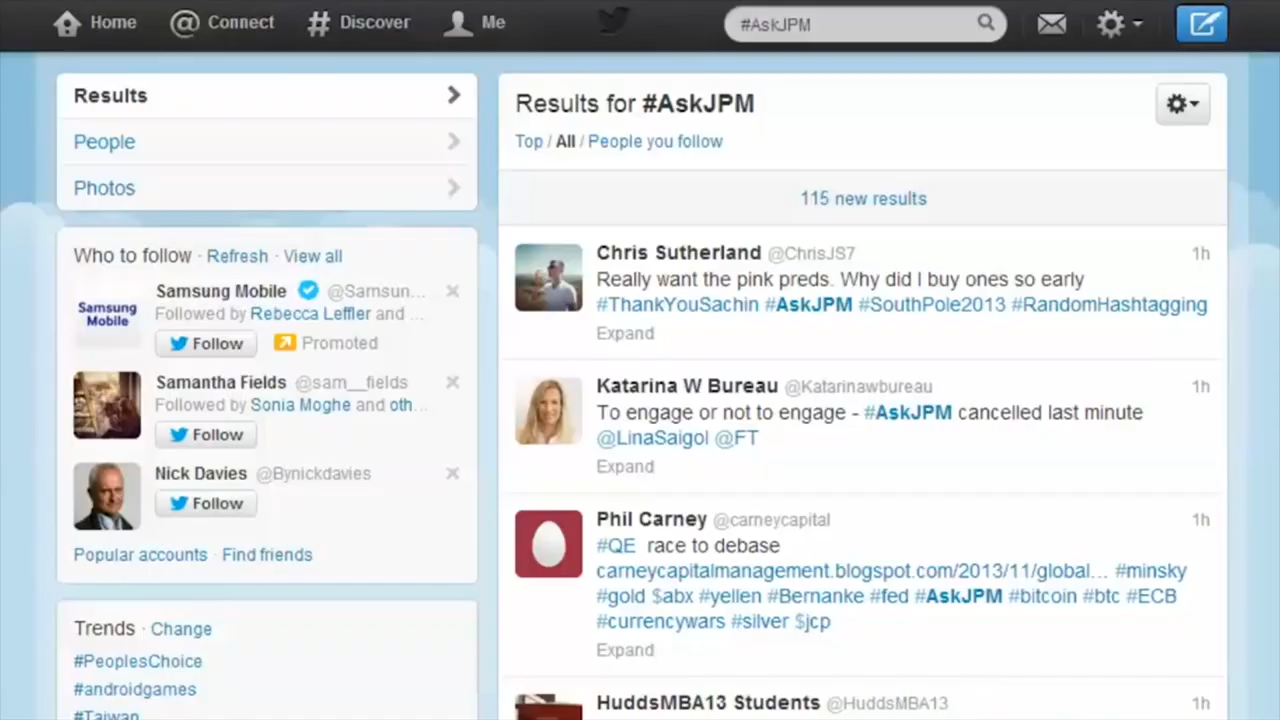 Home Connect Discover Me #AskJPM
Results
People
Photos
Who to follow · Refresh · View all
Samsung Mobile @Samsun...
Followed by Rebecca Leffler and ...
Follow Promoted
Samsung Mobile
Samantha Fields @sam__fields
Followed by Sonia Moghe and oth...
Follow
Nick Davies @Bynickdavies
Follow
Popular accounts · Find friends
Trends · Change
#PeoplesChoice
#androidgames
#Taiwan
Results for #AskJPM
Top / All / People you follow
115 new results
Chris Sutherland @ChrisJS7 1h
Really want the pink preds. Why did I buy ones so early
#ThankYouSachin #AskJPM #SouthPole2013 #RandomHashtagging
Expand
Katarina W Bureau @Katarinawbureau 1h
To engage or not to engage - #AskJPM cancelled last minute
@LinaSaigol @FT
Expand
Phil Carney @carneycapital 1h
#QE race to debase
carneycapitalmanagement.blogspot.com/2013/11/global... #minsky
#gold $abx #yellen #Bernanke #fed #AskJPM #bitcoin #btc #ECB
#currencywars #silver $jcp
Expand
HuddsMBA13 Students @HuddsMBA13 1h